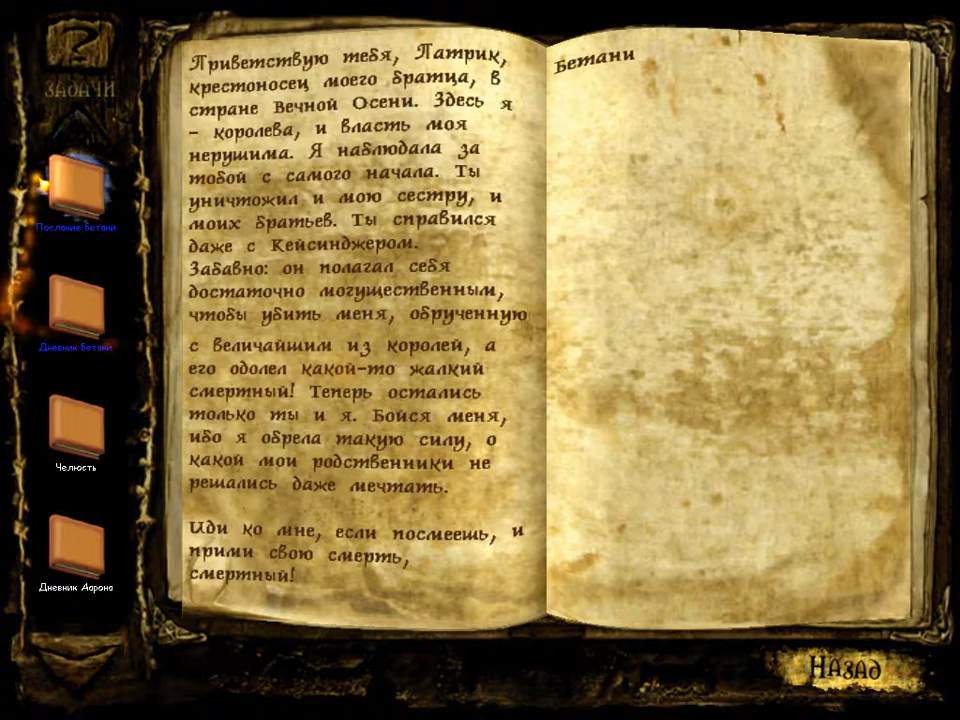 ЗАДАЧИ
Послание Бетани
Дневник Бетани
Челюсть
Дневник Аарона
Приветствую тебя, Патрик,
крестоносец моего братца, в
стране Вечной Осени. Здесь я
– королева, и власть моя
нерушима. Я наблюдала за
тобой с самого начала. Ты
уничтожил и мою сестру, и
моих братьев. Ты справился
даже с Кейсинджером.
Забавно: он полагал себя
достаточно могущественным,
чтобы убить меня, обрученную
с величайшим из королей, а
его одолел какой-то жалкий
смертный! Теперь остались
только ты и я. Бойся меня,
ибо я обрела такую силу, о
какой мои родственники не
решались даже мечтать.
Иди ко мне, если посмеешь, и
прими свою смерть,
смертный!
Бетани
Назад